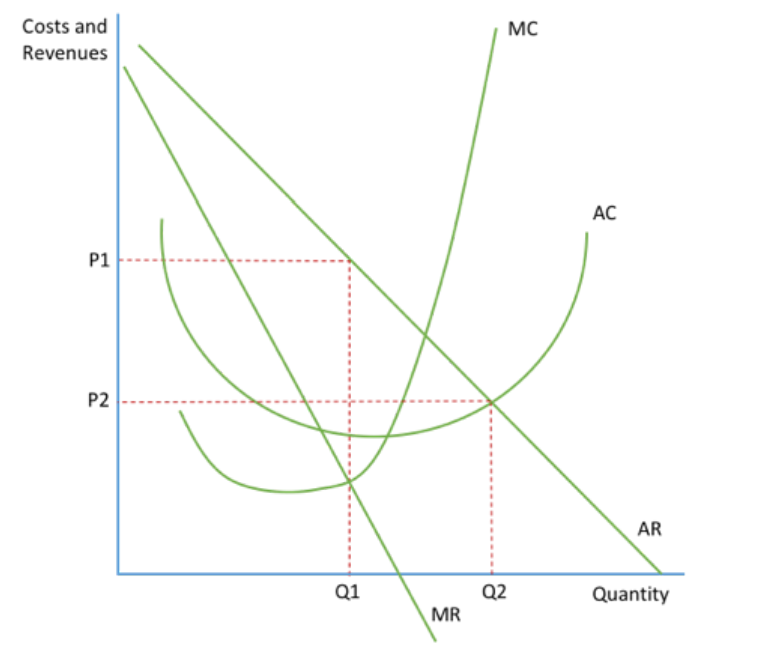 Costs and
Revenues
MC
AC
P1
P2
AR
Q1
Q2
Quantity
MR